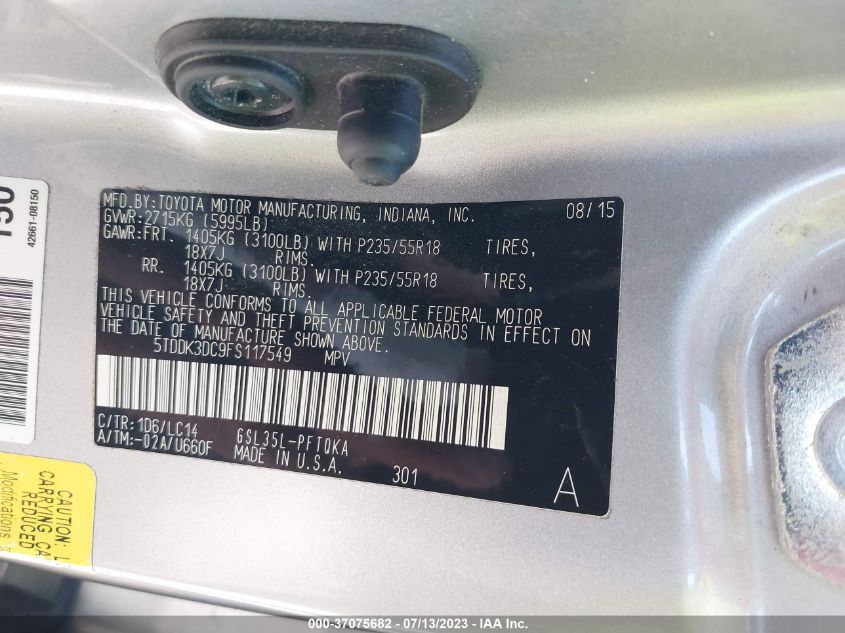 MFD.BY:TOYOTA MOTOR MANUFACTURING, INDIANA, INC. 08/15
GVWR:2715KG (5995LB)
GAWR:FRT. 1405KG (3100LB) WITH P235/55R18 TIRES,
18X7J RIMS.
RR. 1405KG (3100LB) WITH P235/55R18 TIRES,
18X7J RIMS.
THIS VEHICLE CONFORMS TO ALL APPLICABLE FEDERAL MOTOR
VEHICLE SAFETY AND THEFT PREVENTION STANDARDS IN EFFECT ON
THE DATE OF MANUFACTURE SHOWN ABOVE.
5TDDK3DC9FS117549 MPV
C/TR:1D6/LC14 GSL35L-PFTQKA
A/TM:-02A/U660F MADE IN U.S.A.
301 A
42661-08150
CAUTION:
CARRYING CA
REDUCED
Modifications
000-37075682 - 07/13/2023 - IAA Inc.